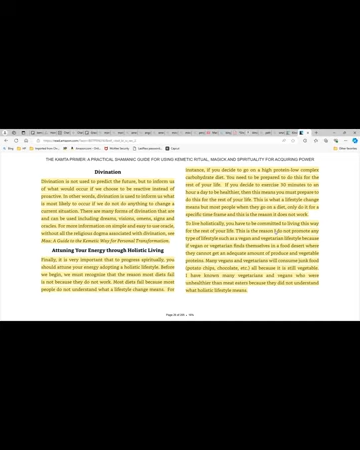 THE KAMITA PRIMER: A PRACTICAL SHAMANIC GUIDE FOR USING KEMETIC RITUAL, MAGICK AND SPIRITUALITY FOR ACQUIRING POWER
Divination
Divination is not used to predict the future, but to inform us
of what would occur if we do not choose to be reactive instead of
proactive. In other words, divination is used to inform us what
is most likely to occur if we do not do anything to change a
current situation. There are many forms of divination that are
and can be used including dreams, visions, omens, signs and
oracles. For more information on simple and easy to use oracle,
without all the religious dogma associated with divination, see
Maa: A Guide to the Kamatic Way for Personal Transformation.
Attuning Your Energy through Holistic Living
Finally, it is very important that to progress spiritually, you
should attune your energy adopting a holistic lifestyle. Before
we begin, we must recognize that the reason most diets fail
is not because they do not work. Most diets fail because most
people do not understand what a lifestyle change means. For
instance, if you decide to go on a high protein-low complex
carbohydrate diet. You need to be prepared to do this for the
rest of your life. If you decide to exercise 30 minutes to an
hour a day to be healthier, then this means you must prepare to
do this for the rest of your life. This is what a lifestyle change
means but most people when they go on a diet, only do it for a
specific time frame and this is the reason it does not work.
To live holistically, you have to be committed to living this way
for the rest of your life. This is the reason I do not promote any
type of lifestyle such as a vegan and vegetarian lifestyle because
if vegan or vegetarian finds themselves in a food desert where
they cannot get an adequate amount of produce and vegetable
proteins. Many vegans and vegetarians will consume junk food
(potato chips, chocolate, etc.) all because it is still vegetable.
I have known many vegetarians and vegans who were
unhealthier than meat eaters because they did not understand
what holistic lifestyle means.